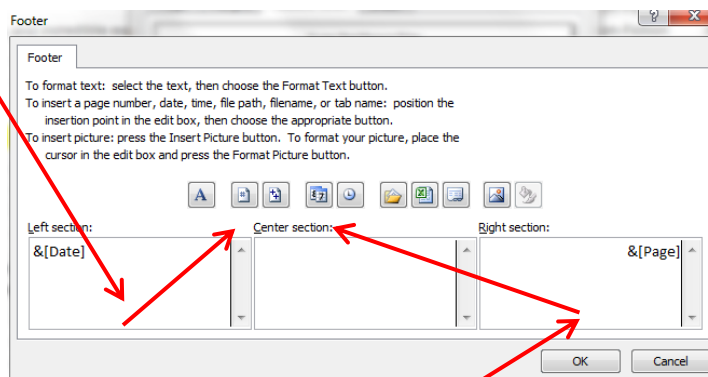 Footer
Footer
To format text: select the text, then choose the Format Text button.
To insert a page number, date, time, file path, filename, or tab name: position the
insertion point in the edit box, then choose the appropriate button.
To insert picture: press the Insert Picture button. To format your picture, place the
cursor in the edit box and press the Format Picture button.
A
Left section: Center section: Right section:
&[Date] &[Page]
OK Cancel